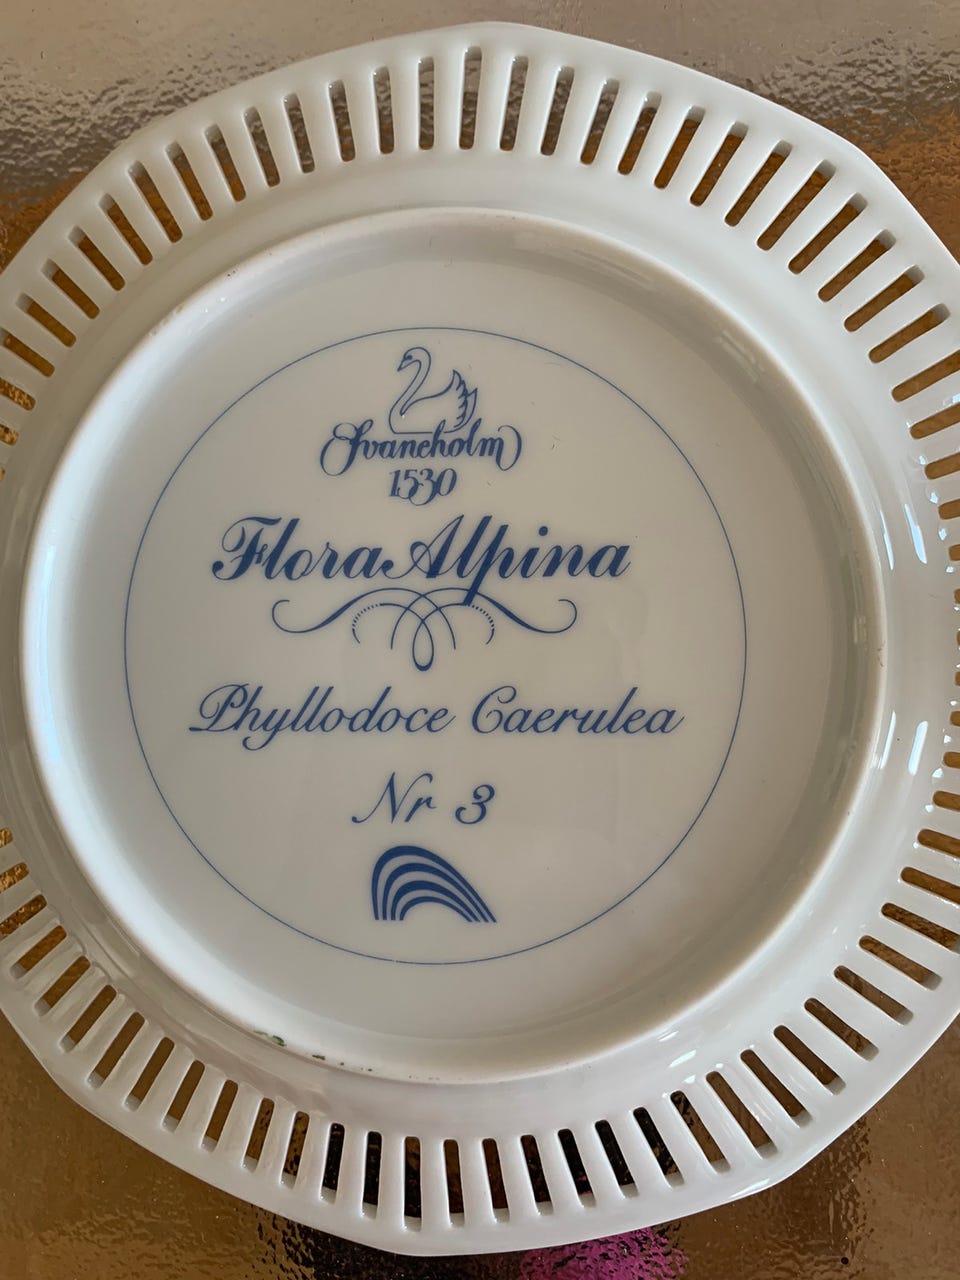 Svaneholm
1530
Flora Alpina
Phyllodoce Caerulea
Nr 3